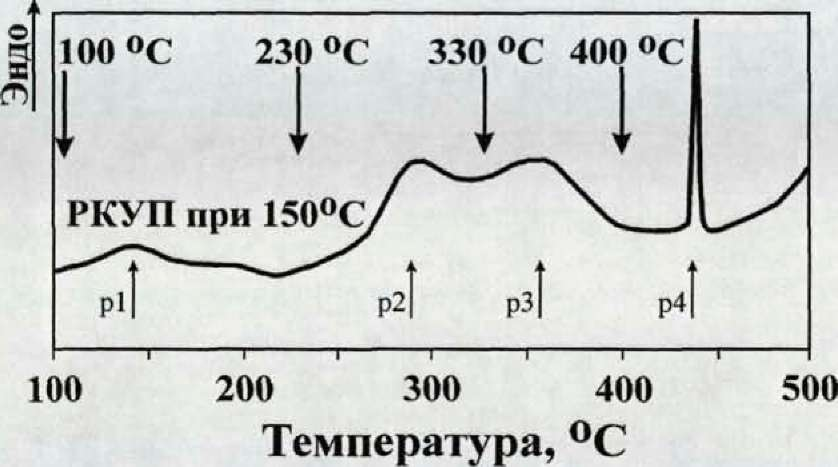 Эндо
100 °C 230 °C 330 °C 400 °C
РКУП при 150°C
p1 p2 p3 p4
100 200 300 400 500
Температура, °C